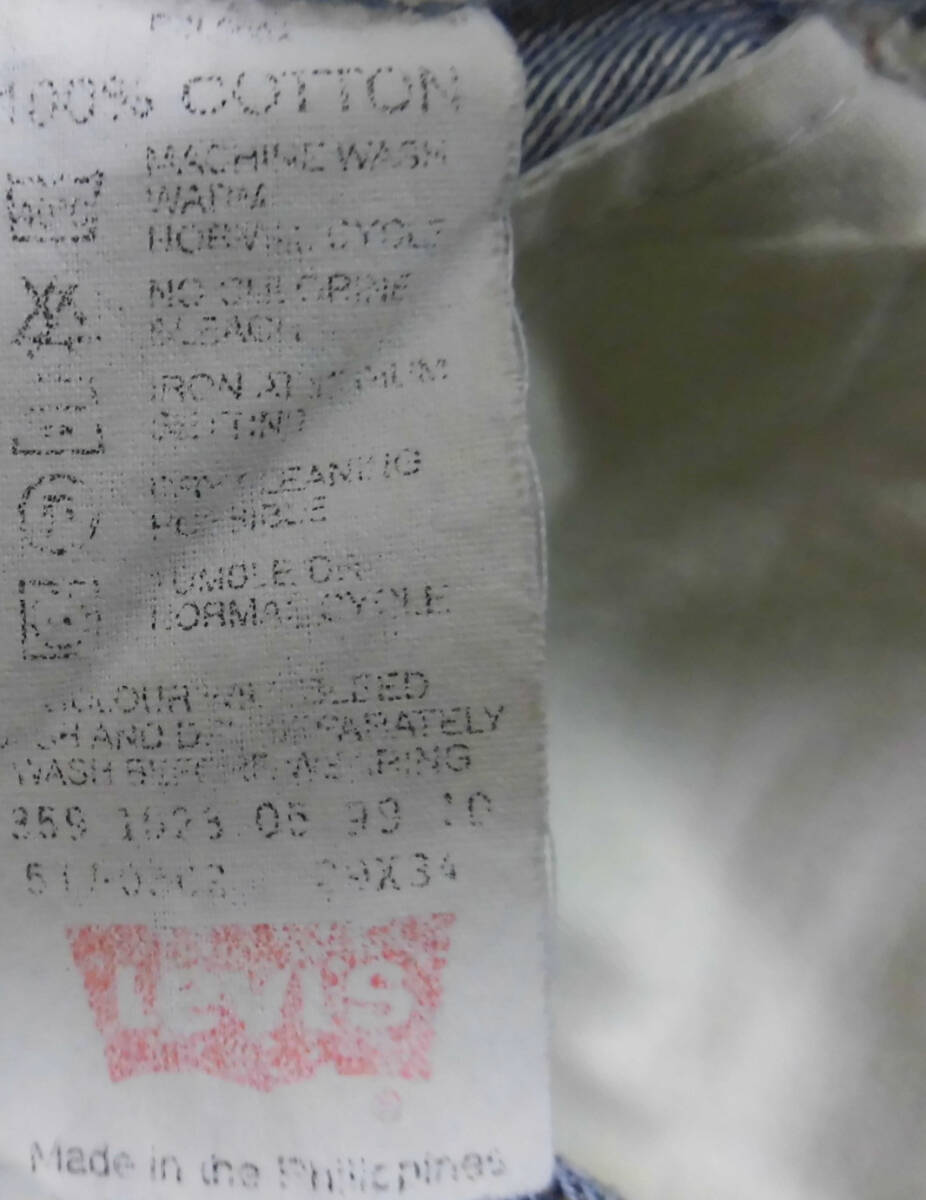 100% COTTON
MACHINE WASH
WARM
NORMAL CYCLE
NO CHLORINE
BLEACH
IRON AT MEDIUM
SETTING
DRY CLEANING
POSSIBLE
TUMBLE DRY
NORMAL CYCLE
COLOUR WILL BLEED
WASH AND DRY SEPARATELY
WASH BEFORE WEARING
359 1523 05 99 10
29X34
LEVI'S
®
Made in the Philippines